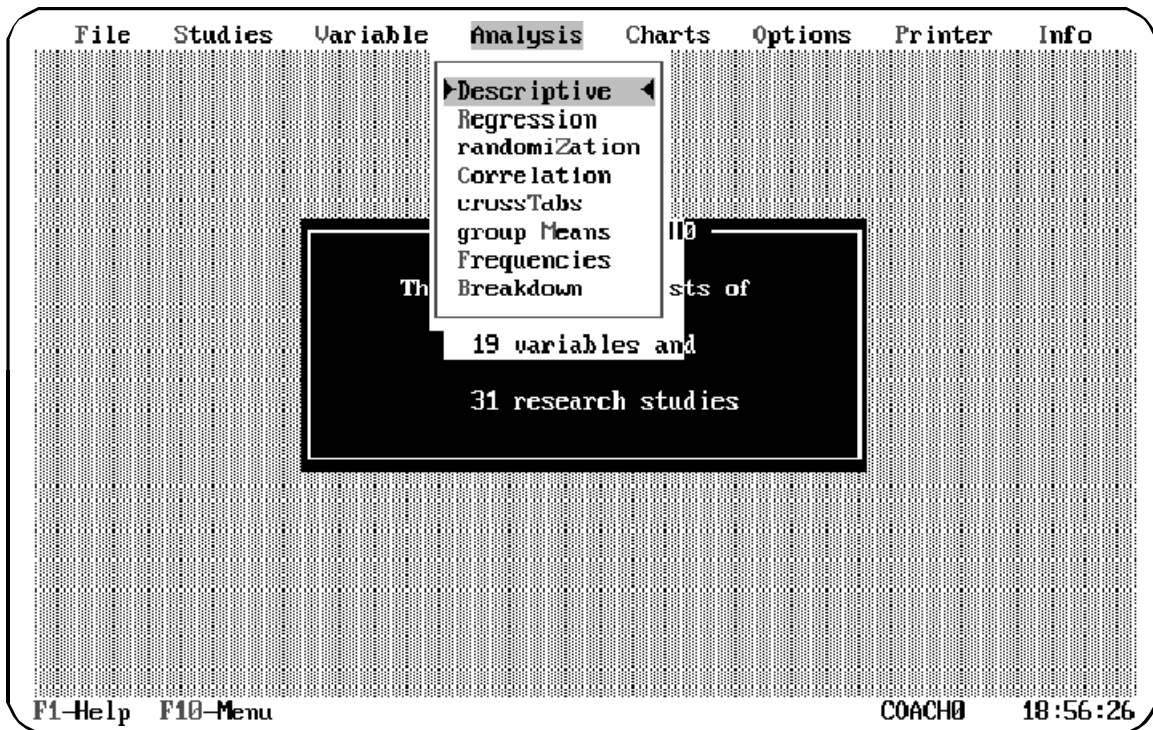 File Studies Variable Analysis Charts Options Printer Info
Descriptive
Regression
randomiZation
Correlation
crossTabs
group Means
Frequencies
Th Breakdown sts of
19 variables and
31 research studies
F1-Help F10-Menu COACH0 18:56:26